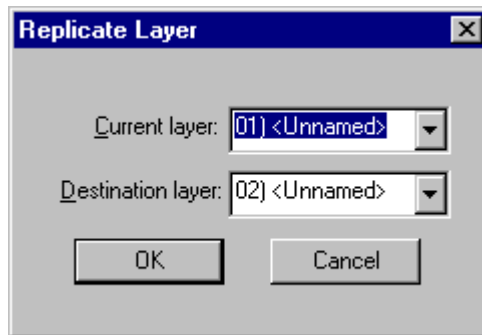 Replicate Layer
Current layer: 01) <Unnamed>
Destination layer: 02) <Unnamed>
OK Cancel